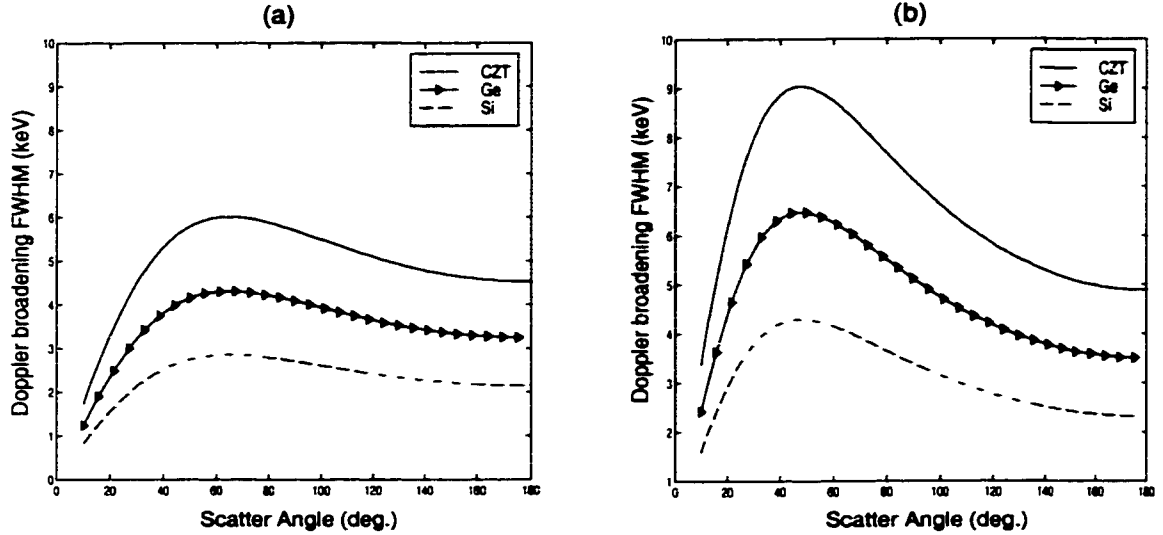 (a)
Doppler broadening FWHM (keV)
10
9
8
7
6
5
4
3
2
1
0
CZT
Ge
Si
0 20 40 60 80 100 120 140 160 180
Scatter Angle (deg.)
(b)
Doppler broadening FWHM (keV)
10
9
8
7
6
5
4
3
2
1
CZT
Ge
Si
0 20 40 60 80 100 120 140 160 180
Scatter Angle (deg.)